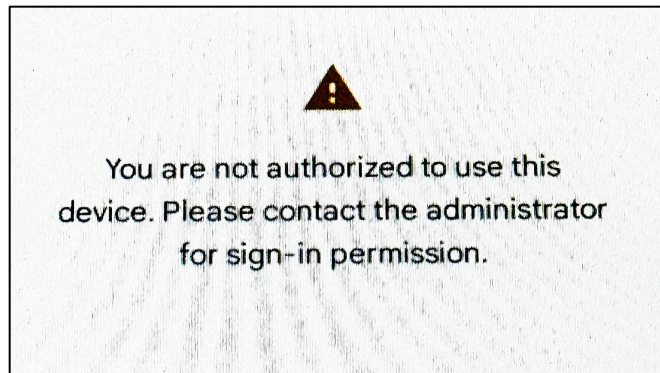 You are not authorized to use this
device. Please contact the administrator
for sign-in permission.